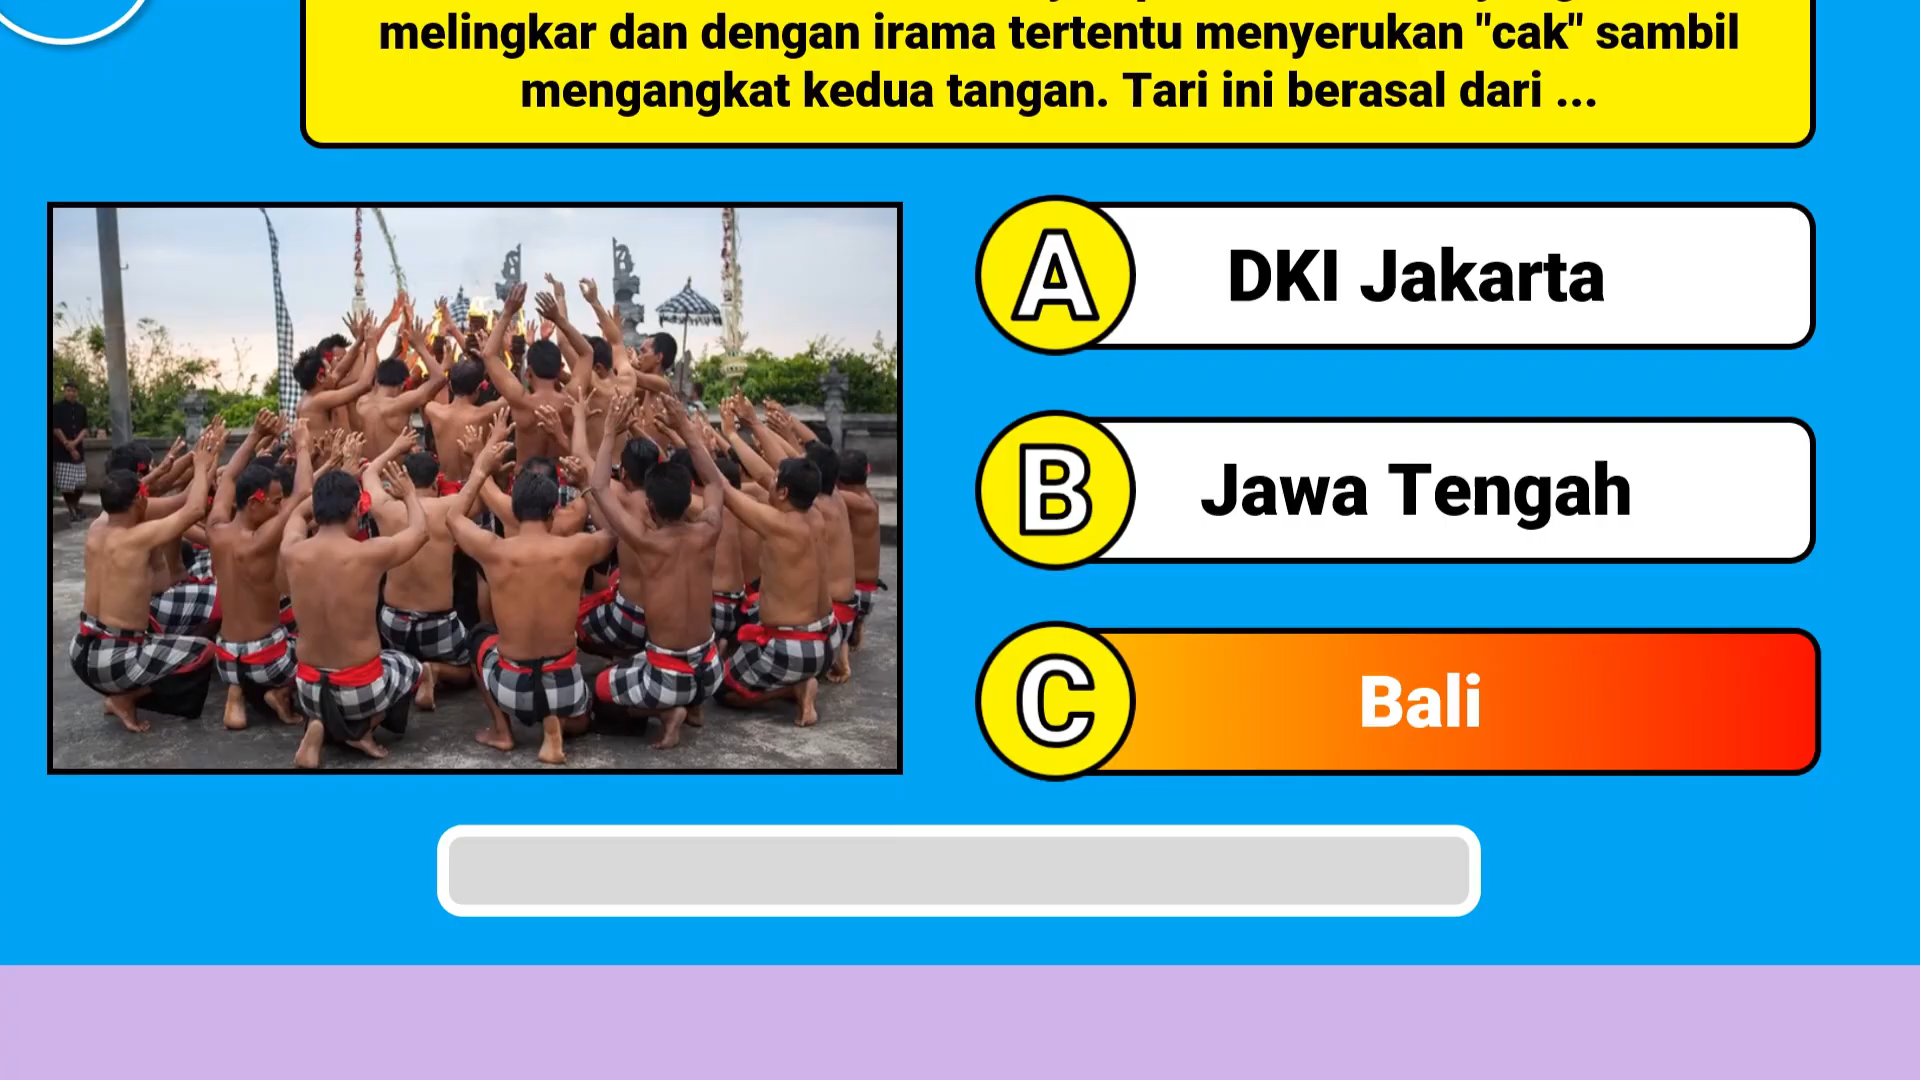 melingkar dan dengan irama tertentu menyerukan "cak" sambil
mengangkat kedua tangan. Tari ini berasal dari ...
A DKI Jakarta
B Jawa Tengah
C Bali